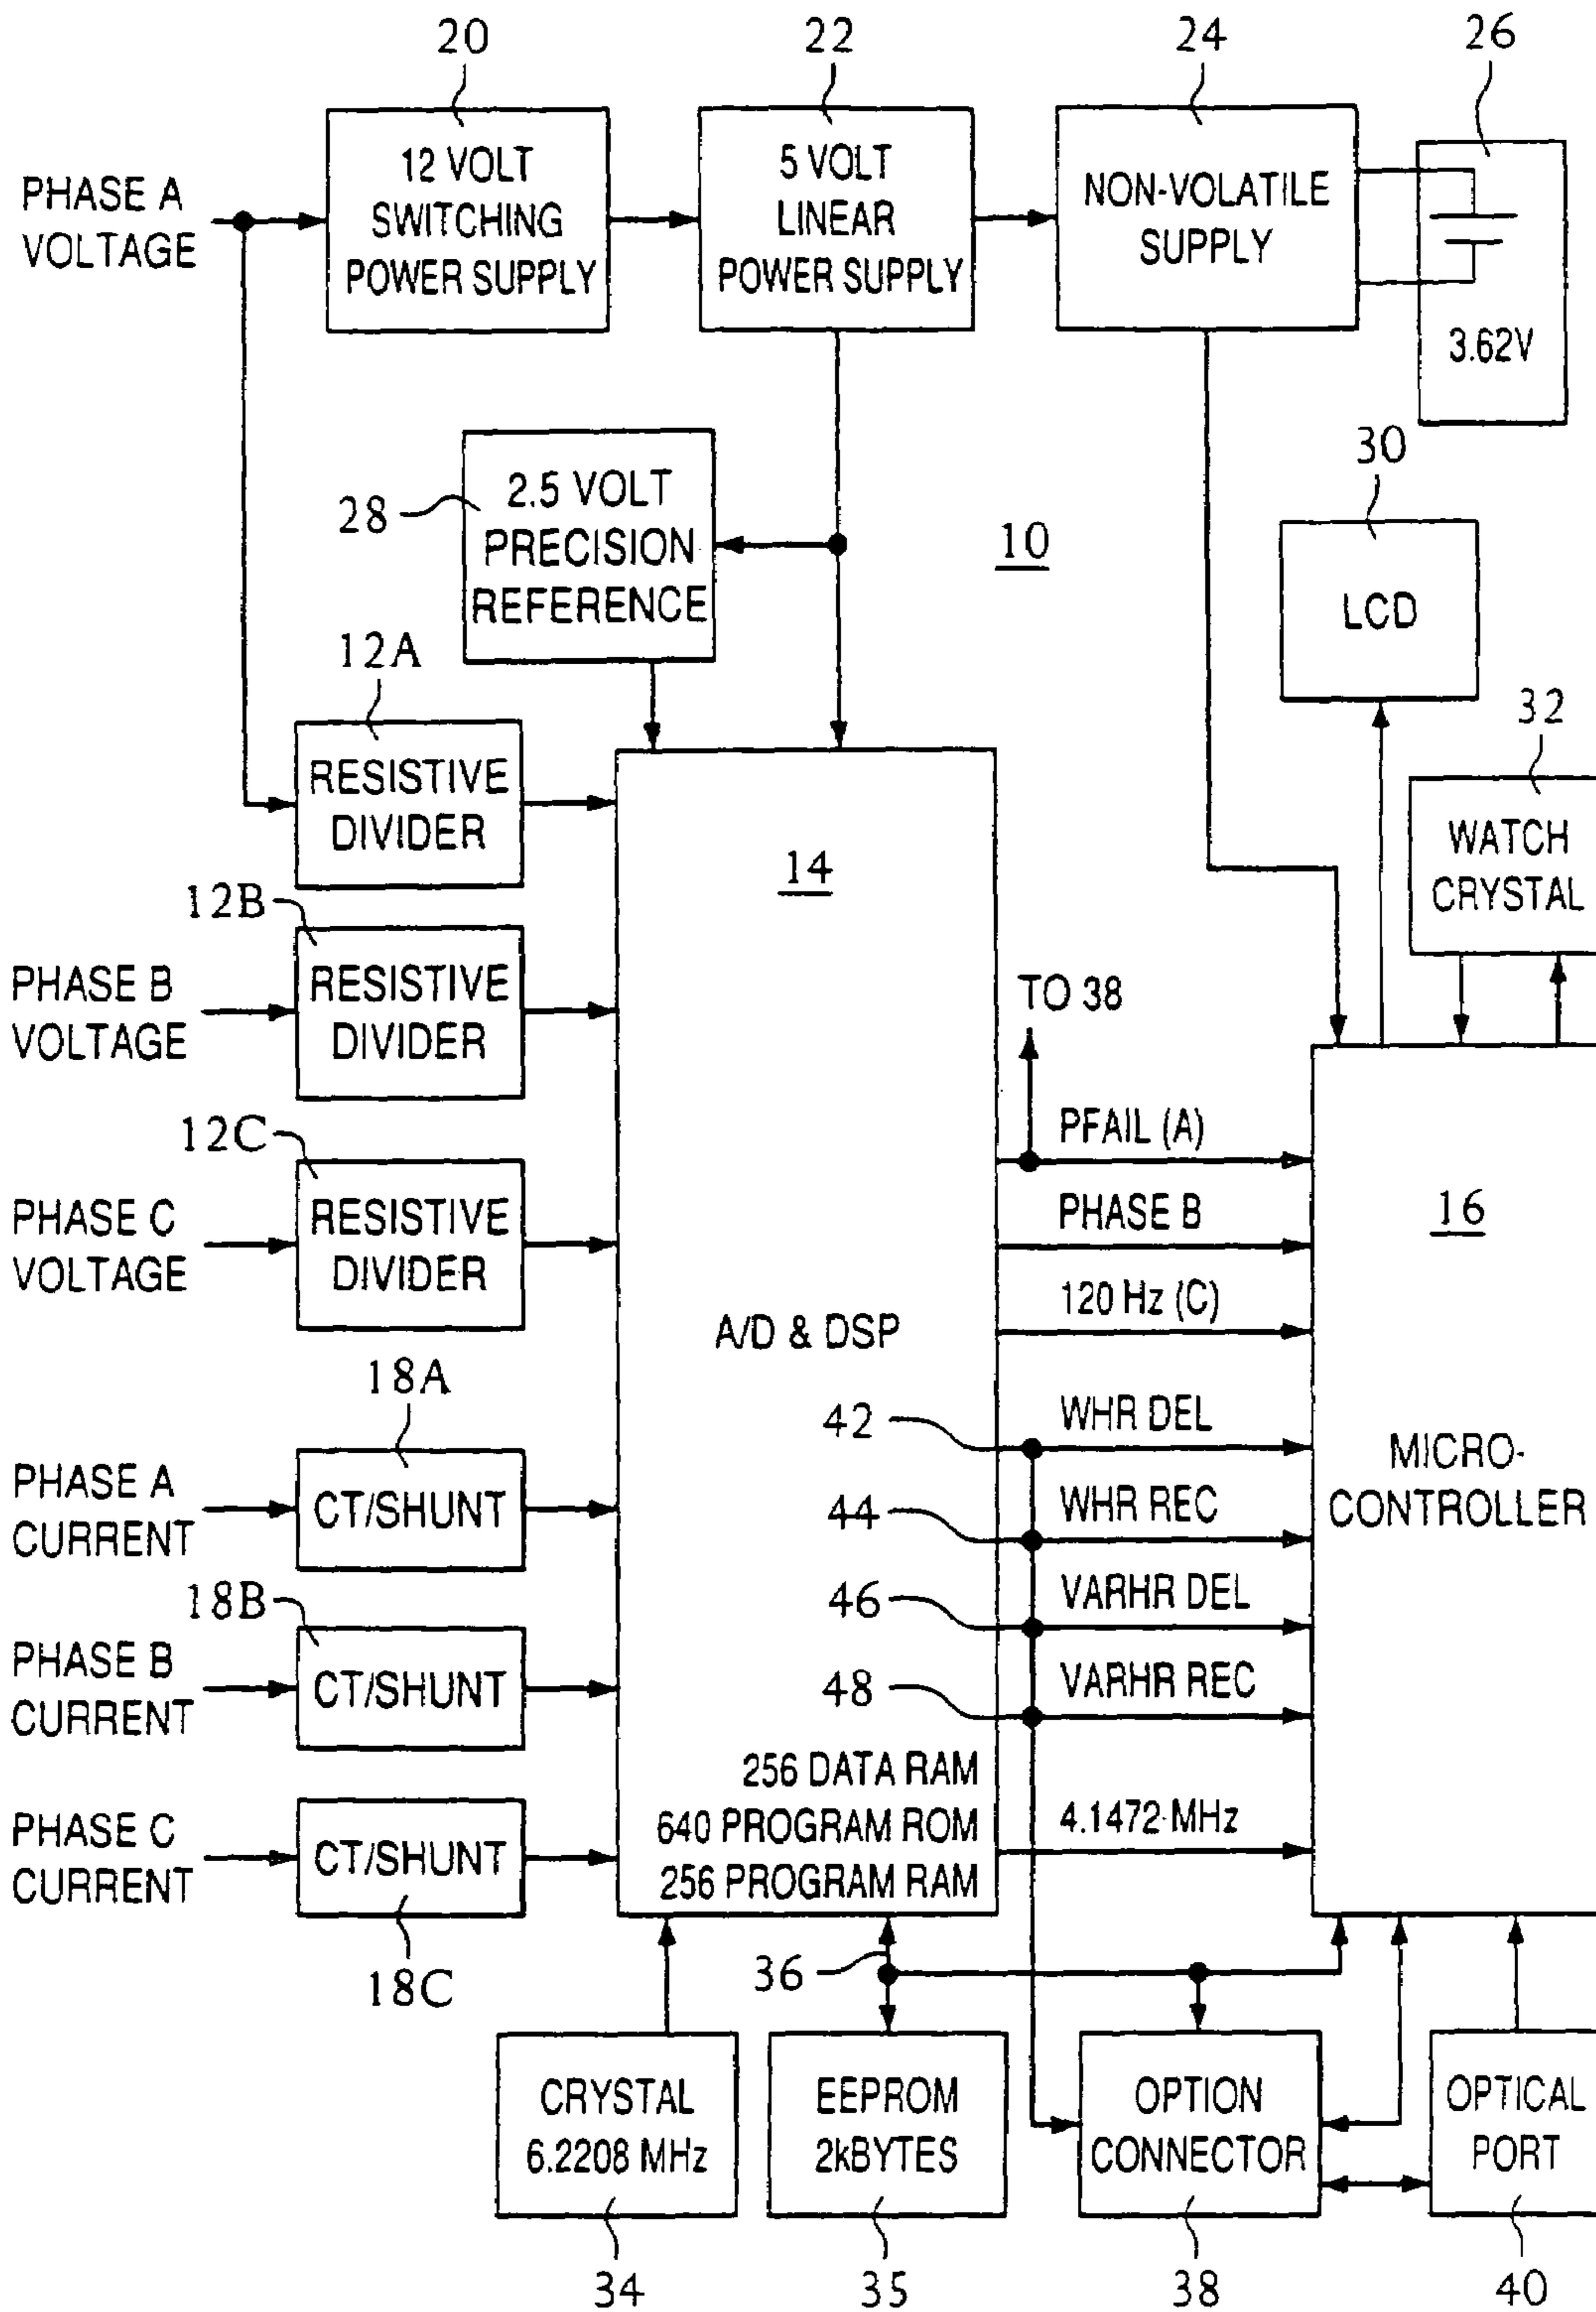 20
22
24
26
PHASE A
VOLTAGE
12 VOLT
SWITCHING
POWER SUPPLY
5 VOLT
LINEAR
POWER SUPPLY
NON-VOLATILE
SUPPLY
3.62V
28
2.5 VOLT
PRECISION
REFERENCE
10
30
LCD
12A
RESISTIVE
DIVIDER
14
32
WATCH
CRYSTAL
12B
PHASE B
VOLTAGE
RESISTIVE
DIVIDER
TO 38
12C
PHASE C
VOLTAGE
RESISTIVE
DIVIDER
A/D & DSP
PFAIL (A)
PHASE B
120 Hz (C)
16
MICRO-
CONTROLLER
18A
PHASE A
CURRENT
CT/SHUNT
42
WHR DEL
44
WHR REC
18B
PHASE B
CURRENT
CT/SHUNT
46
VARHR DEL
48
VARHR REC
256 DATA RAM
640 PROGRAM ROM
256 PROGRAM RAM
4.1472 MHz
PHASE C
CURRENT
CT/SHUNT
18C
36
CRYSTAL
6.2208 MHz
EEPROM
2kBYTES
OPTION
CONNECTOR
OPTICAL
PORT
34
35
38
40